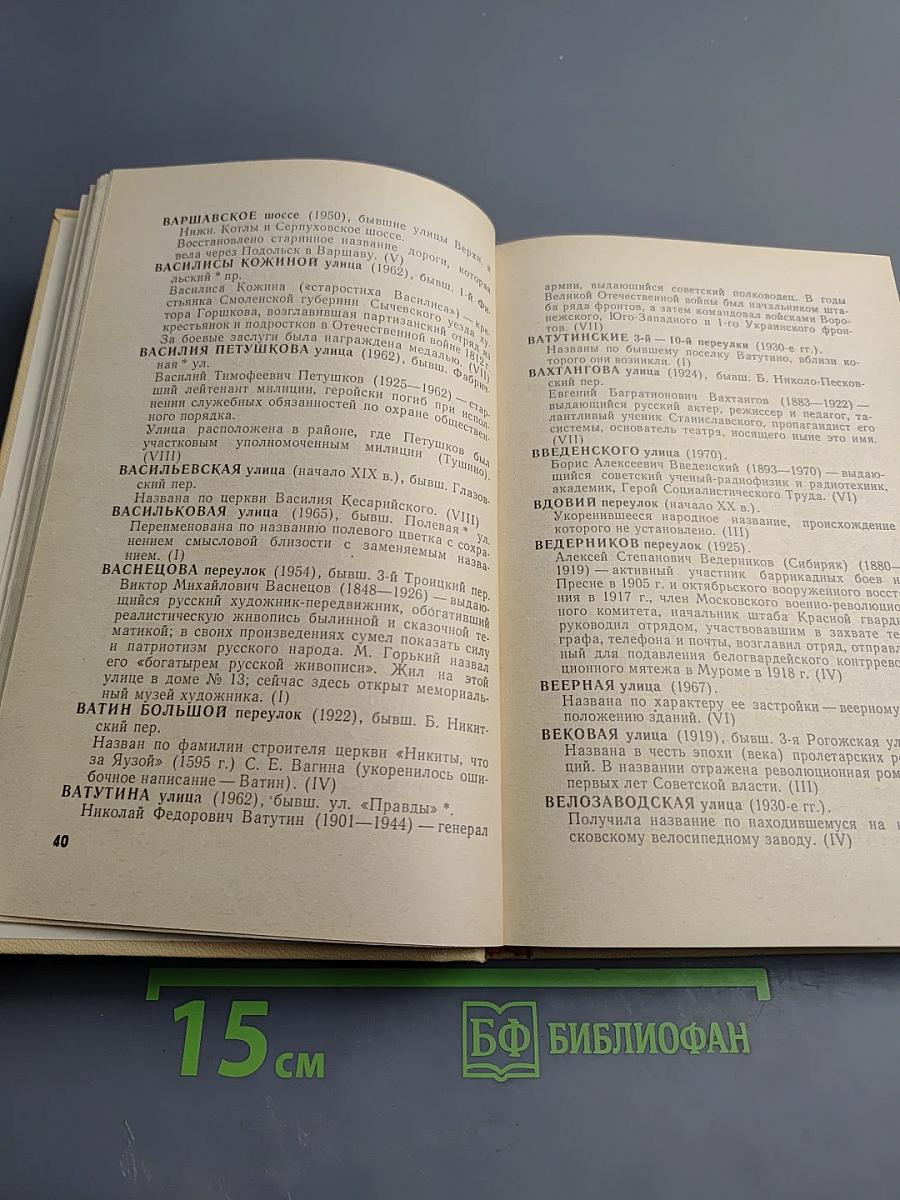 ВАРШАВСКОЕ шоссе (1950), бывшие улицы Верхн. и
Нижн. Котлы и Серпуховское шоссе.
Восстановлено старинное название дороги, которая
вела через Подольск в Варшаву. (V)
ВАСИЛИСЫ КОЖИНОЙ улица (1962), бывш. 1-й Фи-
льский * пр.
Василиса Кожина («старостиха Василиса») — кре-
стьянка Смоленской губернии Сычевского уезда, ху-
тора Горшкова, возглавившая партизанский отряд из
крестьянок и подростков в Отечественной войне 1812 г.
За боевые заслуги была награждена медалью. (VII)
ВАСИЛИЯ ПЕТУШКОВА улица (1962), бывш. Фабрич-
ная * ул.
Василий Тимофеевич Петушков (1925—1962) — стар-
ший лейтенант милиции, геройски погиб при испол-
нении служебных обязанностей по охране обществен-
ного порядка.
Улица расположена в районе, где Петушков был
участковым уполномоченным милиции (Тушино).
(VIII)
ВАСИЛЬЕВСКАЯ улица (начало XIX в.), бывш. Глазов-
ский пер.
Названа по церкви Василия Кесарийского. (VIII)
ВАСИЛЬКОВАЯ улица (1965), бывш. Полевая * ул.
Переименована по названию полевого цветка с сохра-
нением смысловой близости с заменяемым назва-
нием. (I)
ВАСНЕЦОВА переулок (1954), бывш. 3-й Троицкий пер.
Виктор Михайлович Васнецов (1848—1926) — выдаю-
щийся русский художник-передвижник, обогативший
реалистическую живопись былинной и сказочной те-
матикой; в своих произведениях сумел показать силу
и патриотизм русского народа. М. Горький назвал
его «богатырем русской живописи». Жил на этой
улице в доме № 13; сейчас здесь открыт мемориаль-
ный музей художника. (I)
ВАТИН БОЛЬШОЙ переулок (1922), бывш. Б. Никит-
ский пер.
Назван по фамилии строителя церкви «Никиты, что
за Яузой» (1595 г.) С. Е. Вагина (укоренилось оши-
бочное написание — Ватин). (IV)
ВАТУТИНА улица (1962), бывш. ул. «Правды» *.
Николай Федорович Ватутин (1901—1944) — генерал
40
армии, выдающийся советский полководец. В годы
Великой Отечественной войны был начальником шта-
ба ряда фронтов, а затем командовал войсками Воро-
нежского, Юго-Западного и 1-го Украинского фрон-
тов. (VII)
ВАТУТИНСКИЕ 3-й — 10-й переулки (1930-е гг.).
Названы по бывшему поселку Ватутино, вблизи ко-
торого они возникли. (I)
ВАХТАНГОВА улица (1924), бывш. Б. Николо-Песков-
ский пер.
Евгений Багратионович Вахтангов (1883—1922) —
выдающийся русский актер, режиссер и педагог, та-
лантливый ученик Станиславского, пропагандист его
системы, основатель театра, носящего ныне это имя.
(VII)
ВВЕДЕНСКОГО улица (1970).
Борис Алексеевич Введенский (1893—1970) — выдаю-
щийся советский ученый-радиофизик и радиотехник,
академик, Герой Социалистического Труда. (VI)
ВДОВИЙ переулок (начало XX в.).
Укоренившееся народное название, происхождение
которого не установлено. (III)
ВЕДЕРНИКОВ переулок (1925).
Алексей Степанович Ведерников (Сибиряк) (1880—
1919) — активный участник баррикадных боев н
Пресне в 1905 г. и октябрьского вооруженного восст
ния в 1917 г., член Московского военно-революцио
ного комитета, начальник штаба Красной гварди
руководил отрядом, участвовавшим в захвате те
графа, телефона и почты, возглавил отряд, отправл
ный для подавления белогвардейского контррево
ционного мятежа в Муроме в 1918 г. (IV)
ВЕЕРНАЯ улица (1967).
Названа по характеру ее застройки — веерному
положению зданий. (VI)
ВЕКОВАЯ улица (1919), бывш. 3-я Рогожская ул
Названа в честь эпохи (века) пролетарских р
ций. В названии отражена революционная ром
первых лет Советской власти. (III)
ВЕЛОЗАВОДСКАЯ улица (1930-е гг.).
Получила название по находившемуся на
сковскому велосипедному заводу. (IV)
15 см
БФ БИБЛИОФАН